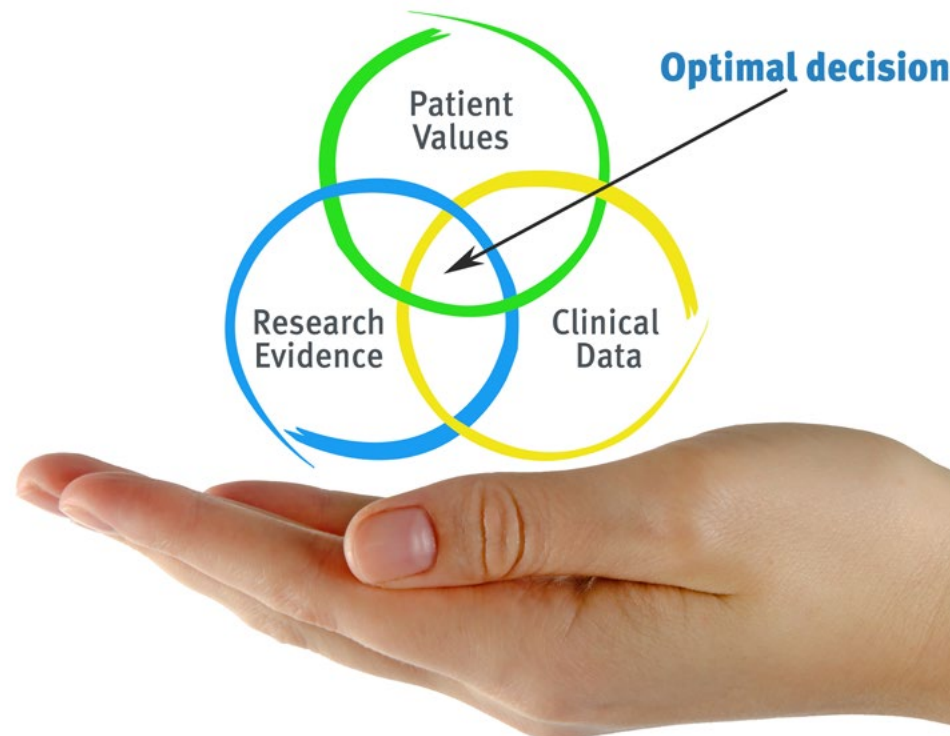 Optimal decision
Patient
Values
Research
Evidence
Clinical
Data